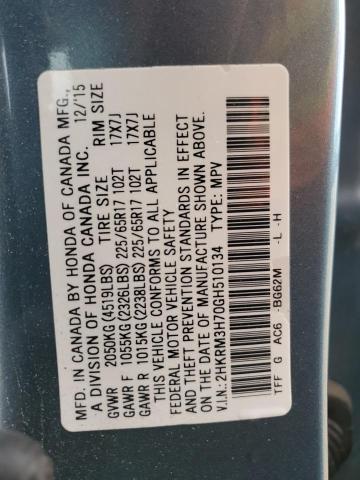 MFD. IN CANADA BY HONDA OF CANADA MFG.,
A DIVISION OF HONDA CANADA INC. 12/'15
TIRE SIZE RIM SIZE
GVWR 2050KG (4519LBS)
GAWR F 1055KG (2326LBS) 225/65R17 102T 17X7J
GAWR R 1015KG (2238LBS) 225/65R17 102T 17X7J
THIS VEHICLE CONFORMS TO ALL APPLICABLE
FEDERAL MOTOR VEHICLE SAFETY
AND THEFT PREVENTION STANDARDS IN EFFECT
ON THE DATE OF MANUFACTURE SHOWN ABOVE.
V.I.N.:2HKRM3H70GH510134 TYPE: MPV
TFF G AC6 -BG62M -L -H